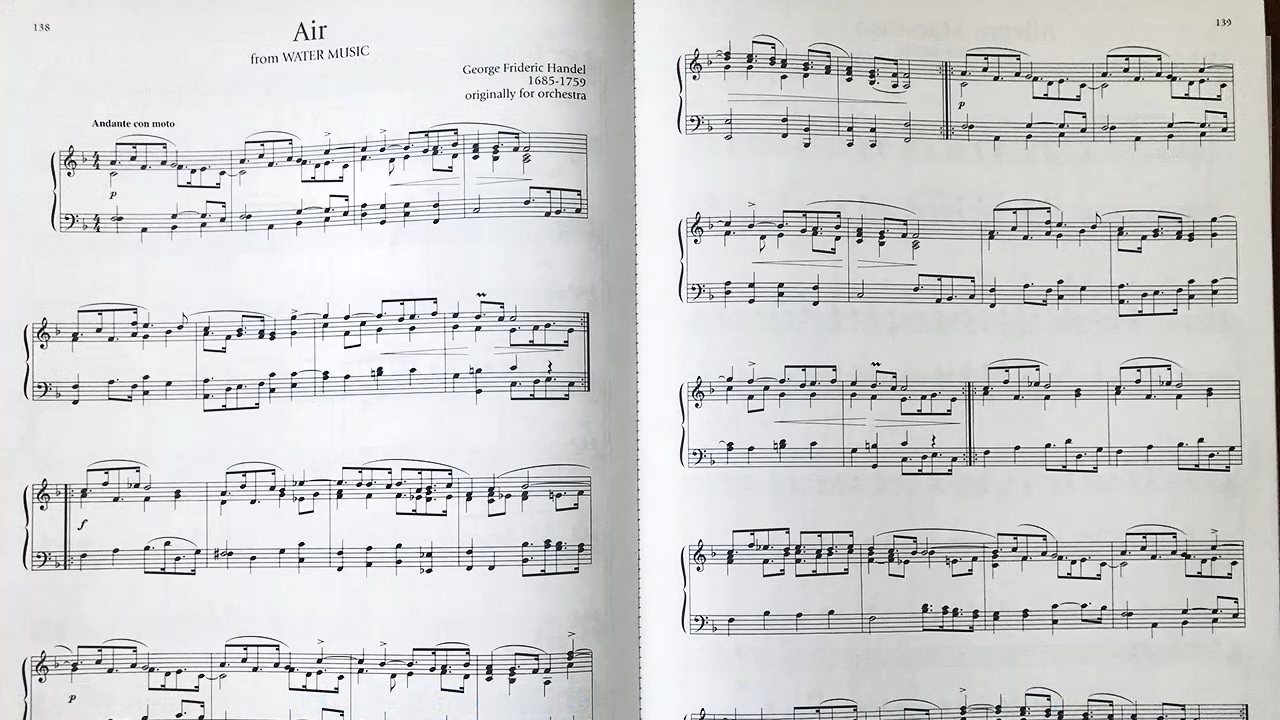 138
Air
from WATER MUSIC
George Frideric Handel
1685-1759
originally for orchestra
Andante con moto
p
f
p
139
p